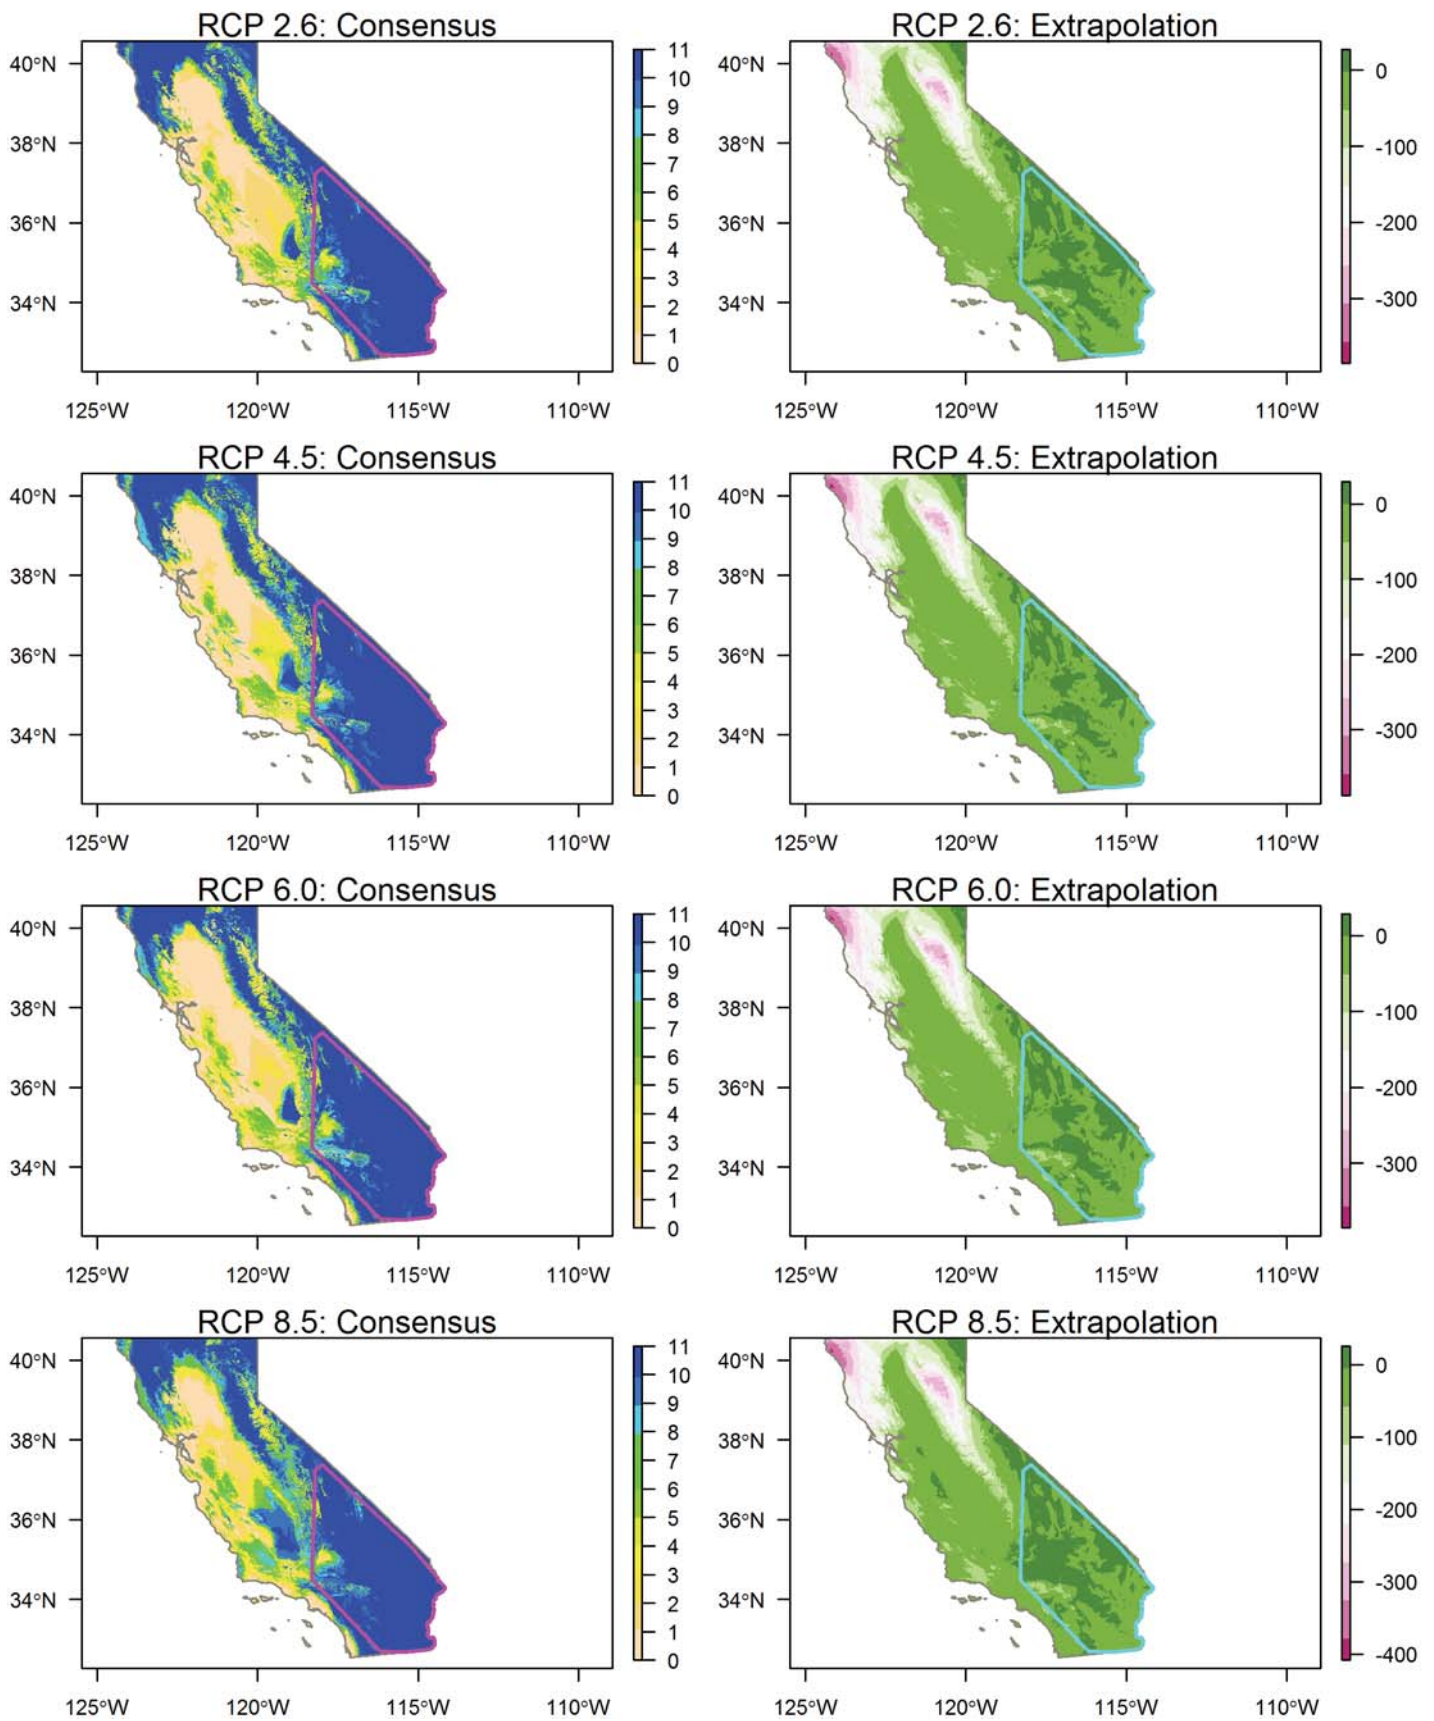 RCP 2.6: Consensus
40°N
38°N
36°N
34°N
125°W 120°W 115°W 110°W
11
10
9
8
7
6
5
4
3
2
1
0
RCP 2.6: Extrapolation
40°N
38°N
36°N
34°N
125°W 120°W 115°W 110°W
0
-100
-200
-300
RCP 4.5: Consensus
40°N
38°N
36°N
34°N
125°W 120°W 115°W 110°W
11
10
9
8
7
6
5
4
3
2
1
0
RCP 4.5: Extrapolation
40°N
38°N
36°N
34°N
125°W 120°W 115°W 110°W
0
-100
-200
-300
RCP 6.0: Consensus
40°N
38°N
36°N
34°N
125°W 120°W 115°W 110°W
11
10
9
8
7
6
5
4
3
2
1
0
RCP 6.0: Extrapolation
40°N
38°N
36°N
34°N
125°W 120°W 115°W 110°W
0
-100
-200
-300
RCP 8.5: Consensus
40°N
38°N
36°N
34°N
125°W 120°W 115°W 110°W
11
10
9
8
7
6
5
4
3
2
1
0
RCP 8.5: Extrapolation
40°N
38°N
36°N
34°N
125°W 120°W 115°W 110°W
0
-100
-200
-300
-400